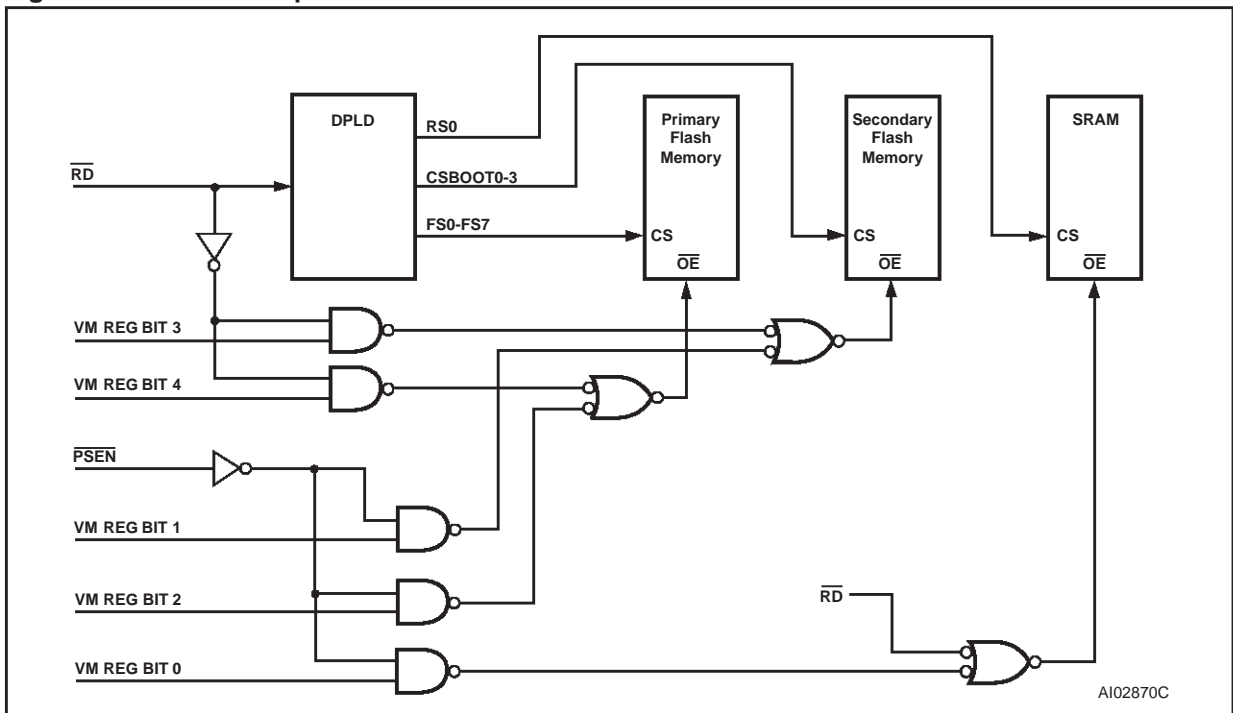 DPLD
RS0
CSBOOT0-3
FS0-FS7
Primary
Flash
Memory
CS
OE
Secondary
Flash
Memory
CS
OE
SRAM
CS
OE
RD
VM REG BIT 3
VM REG BIT 4
PSEN
VM REG BIT 1
VM REG BIT 2
VM REG BIT 0
RD
AI02870C